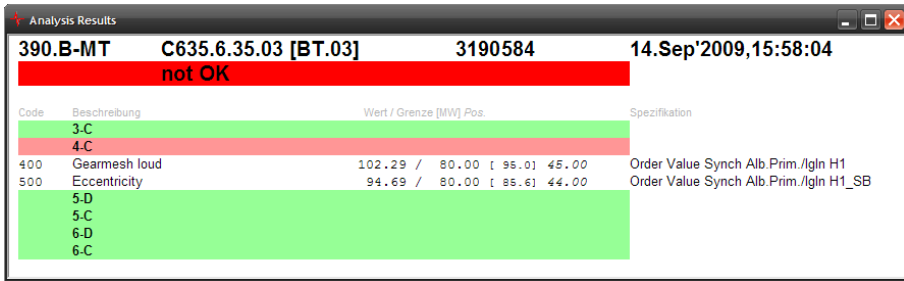 Analysis Results
390.B-MT C635.6.35.03 [BT.03] 3190584 14.Sep'2009,15:58:04
not OK
Code Beschreibung Wert / Grenze [MW] Pos. Spezifikation
3-C
4-C
400 Gearmesh loud 102.29 / 80.00 [ 95.0] 45.00 Order Value Synch Alb.Prim./Igln H1
500 Eccentricity 94.69 / 80.00 [ 85.6] 44.00 Order Value Synch Alb.Prim./Igln H1_SB
5-D
5-C
6-D
6-C